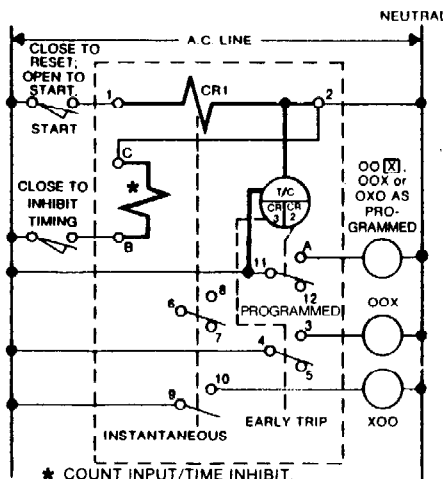 NEUTRAL
A.C. LINE
CLOSE TO
RESET;
OPEN TO
START.
1
CR1
2
START
C
OO[X],
OOX or
OXO AS
PRO-
GRAMMED
*
T/C
CR 3
CR 2
CLOSE TO
INHIBIT
TIMING
B
A
11
12
8
PROGRAMMED
6
7
3
OOX
4
5
10
9
EARLY TRIP
XOO
INSTANTANEOUS
* COUNT INPUT/TIME INHIBIT